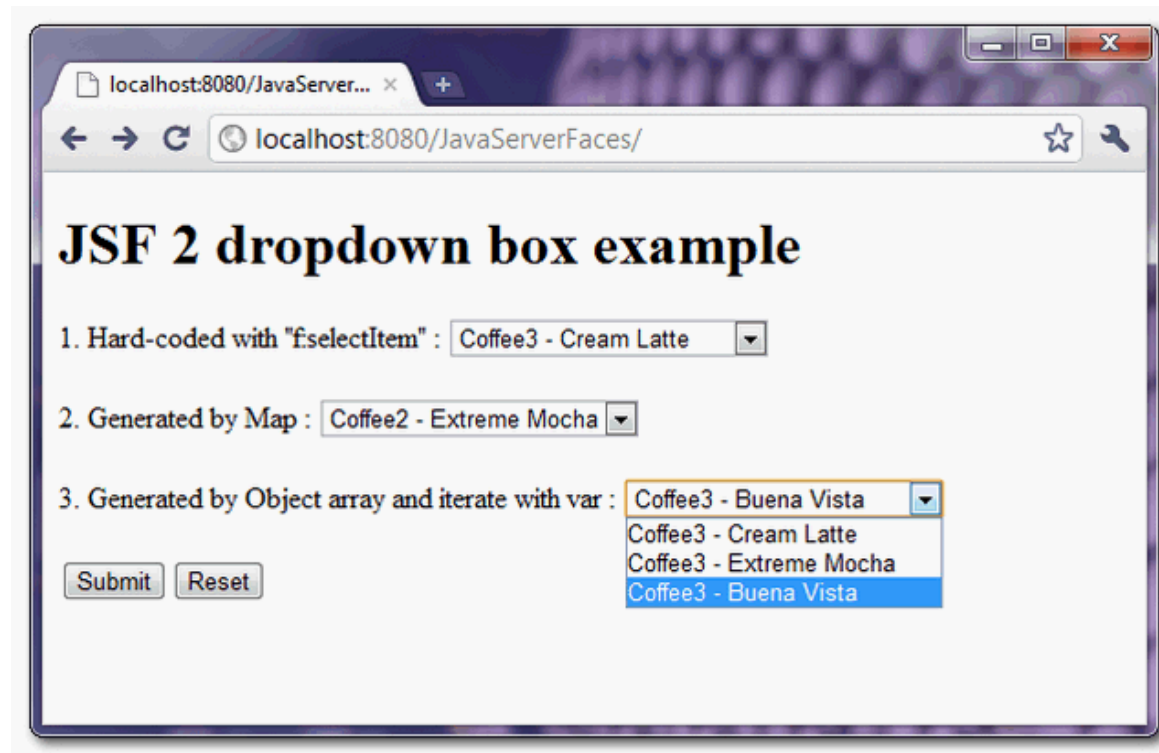 localhost:8080/JavaServer...
localhost:8080/JavaServerFaces/
JSF 2 dropdown box example
1. Hard-coded with "f:selectItem" : Coffee3 - Cream Latte
2. Generated by Map : Coffee2 - Extreme Mocha
3. Generated by Object array and iterate with var : Coffee3 - Buena Vista
Coffee3 - Cream Latte
Coffee3 - Extreme Mocha
Coffee3 - Buena Vista
Submit Reset